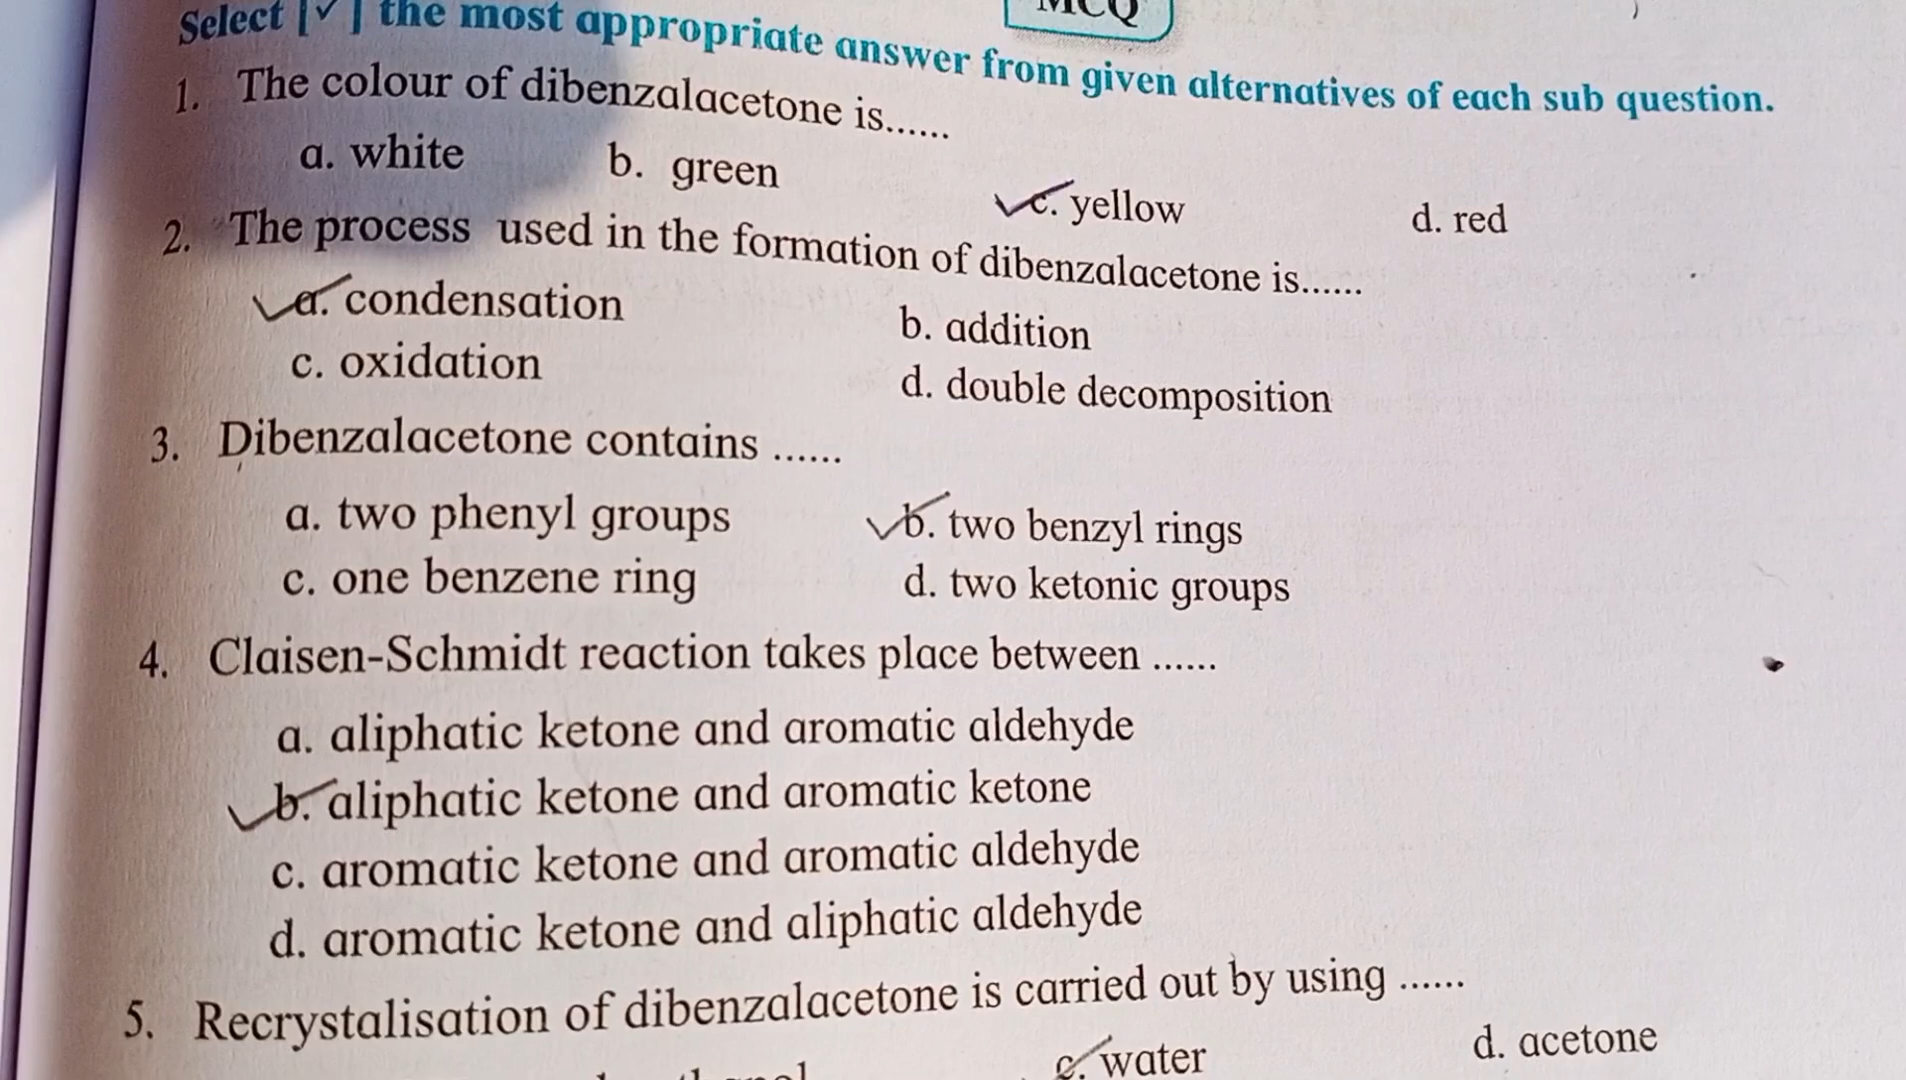 MCQ
Select [✓] the most appropriate answer from given alternatives of each sub question.
1. The colour of dibenzalacetone is......
a. white b. green c. yellow d. red
2. The process used in the formation of dibenzalacetone is......
a. condensation b. addition
c. oxidation d. double decomposition
3. Dibenzalacetone contains ......
a. two phenyl groups b. two benzyl rings
c. one benzene ring d. two ketonic groups
4. Claisen-Schmidt reaction takes place between ......
a. aliphatic ketone and aromatic aldehyde
b. aliphatic ketone and aromatic ketone
c. aromatic ketone and aromatic aldehyde
d. aromatic ketone and aliphatic aldehyde
5. Recrystalisation of dibenzalacetone is carried out by using ......
c. water d. acetone